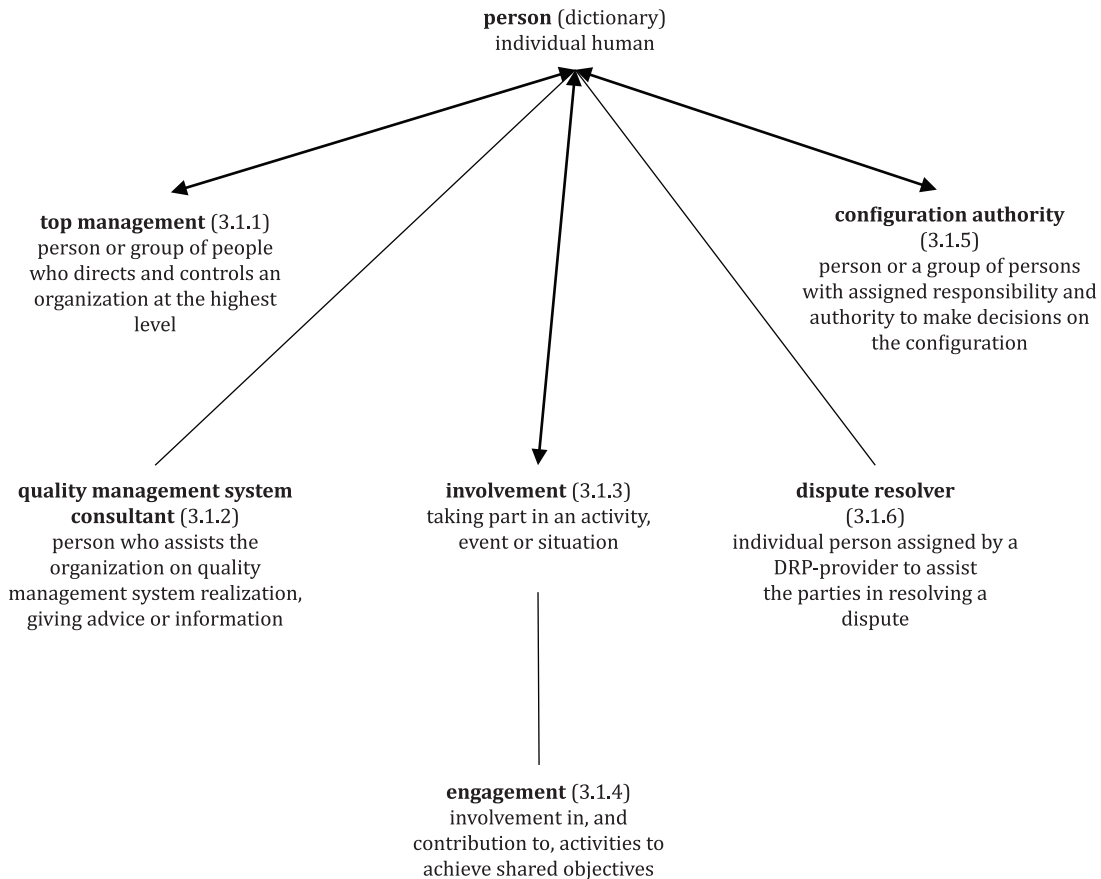 person (dictionary)
individual human
top management (3.1.1)
person or group of people
who directs and controls an
organization at the highest
level
configuration authority
(3.1.5)
person or a group of persons
with assigned responsibility and
authority to make decisions on
the configuration
quality management system
consultant (3.1.2)
person who assists the
organization on quality
management system realization,
giving advice or information
involvement (3.1.3)
taking part in an activity,
event or situation
dispute resolver
(3.1.6)
individual person assigned by a
DRP-provider to assist
the parties in resolving a
dispute
engagement (3.1.4)
involvement in, and
contribution to, activities to
achieve shared objectives